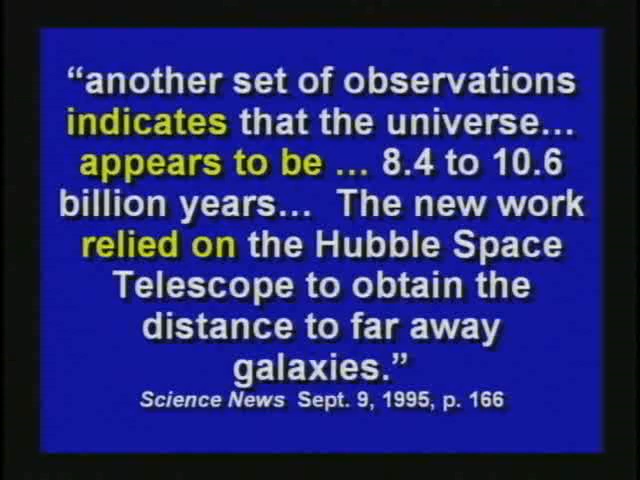 “another set of observations
indicates that the universe…
appears to be … 8.4 to 10.6
billion years…  The new work
relied on the Hubble Space
Telescope to obtain the
distance to far away
galaxies.”
Science News  Sept. 9, 1995, p. 166